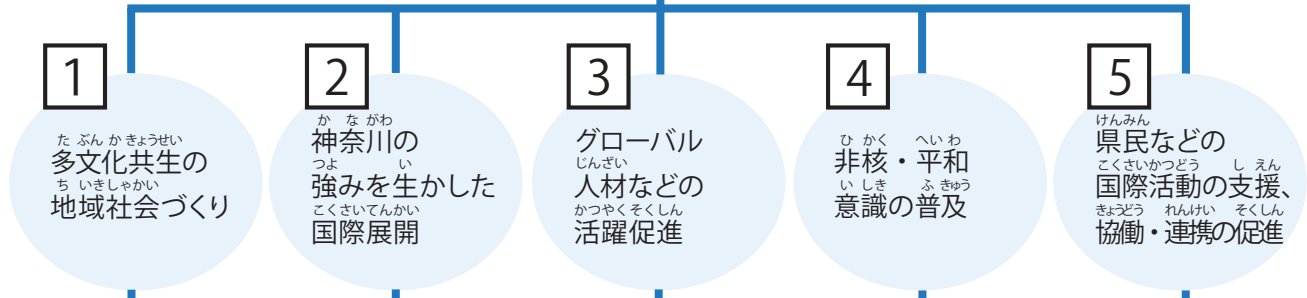 1
た ぶん か きょうせい
多文化共生の
ち いきしゃかい
地域社会づくり
2
か な がわ
神奈川の
つよ い
強みを生かした
こくさいてんかい
国際展開
3
グローバル
じんざい
人材などの
かつやくそくしん
活躍促進
4
ひ かく へい わ
非核・平和
い しき ふ きゅう
意識の普及
5
けんみん
県民などの
こくさいかつどう し えん
国際活動の支援、
きょうどう れんけい そくしん
協働・連携の促進